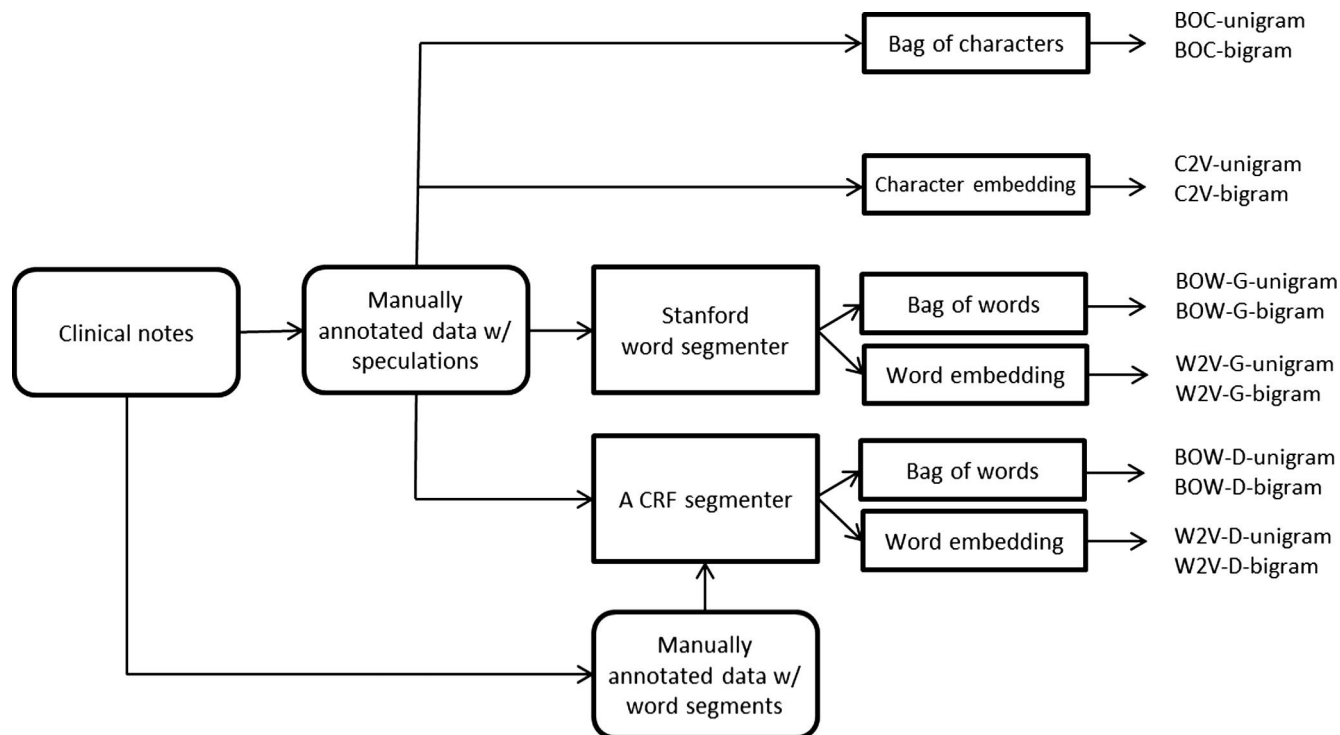 BOC-unigram
BOC-bigram
Bag of characters
C2V-unigram
C2V-bigram
Character embedding
Clinical notes
Manually
annotated data w/
speculations
Stanford
word segmenter
Bag of words
BOW-G-unigram
BOW-G-bigram
Word embedding
W2V-G-unigram
W2V-G-bigram
A CRF segmenter
Bag of words
BOW-D-unigram
BOW-D-bigram
Word embedding
W2V-D-unigram
W2V-D-bigram
Manually
annotated data w/
word segments